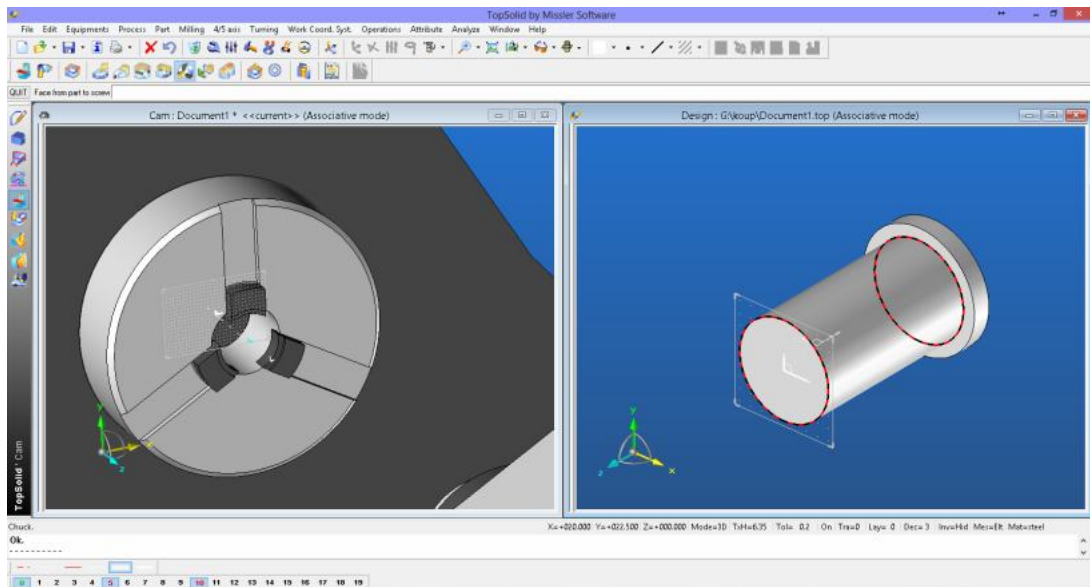 TopSolid by Missler Software
File Edit Equipments Process Part Milling 4/5 axis Turning Work Coord. Syst. Operations Attribute Analyze Window Help
QUIT Face from part to screw
Cam : Document1 * <<current>> (Associative mode)
Design : G:\koup\Document1.top (Associative mode)
y
x
z
y
x
z
TopSolid'Cam
Chuck.
X=+020.000 Y=+022.500 Z=+000.000 Mode=3D TxH=6.35 Tol= 0.2 On Tra=0 Lay= 0 Dec= 3 Inv=Hid Mes=Elt Mat=steel
Ok.
----------
0 1 2 3 4 5 6 7 8 9 10 11 12 13 14 15 16 17 18 19